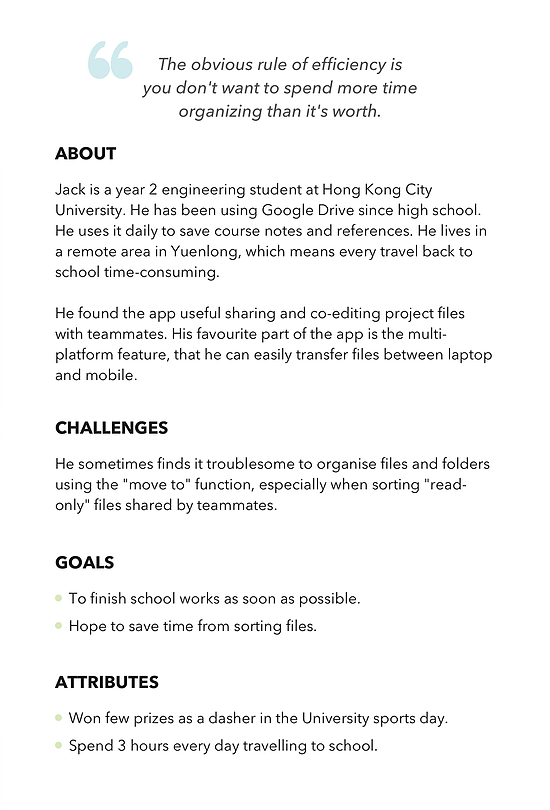 The obvious rule of efficiency is
you don't want to spend more time
organizing than it's worth.
ABOUT
Jack is a year 2 engineering student at Hong Kong City
University. He has been using Google Drive since high school.
He uses it daily to save course notes and references. He lives in
a remote area in Yuenlong, which means every travel back to
school time-consuming.
He found the app useful sharing and co-editing project files
with teammates. His favourite part of the app is the multi-
platform feature, that he can easily transfer files between laptop
and mobile.
CHALLENGES
He sometimes finds it troublesome to organise files and folders
using the "move to" function, especially when sorting "read-
only" files shared by teammates.
GOALS
To finish school works as soon as possible.
Hope to save time from sorting files.
ATTRIBUTES
Won few prizes as a dasher in the University sports day.
Spend 3 hours every day travelling to school.